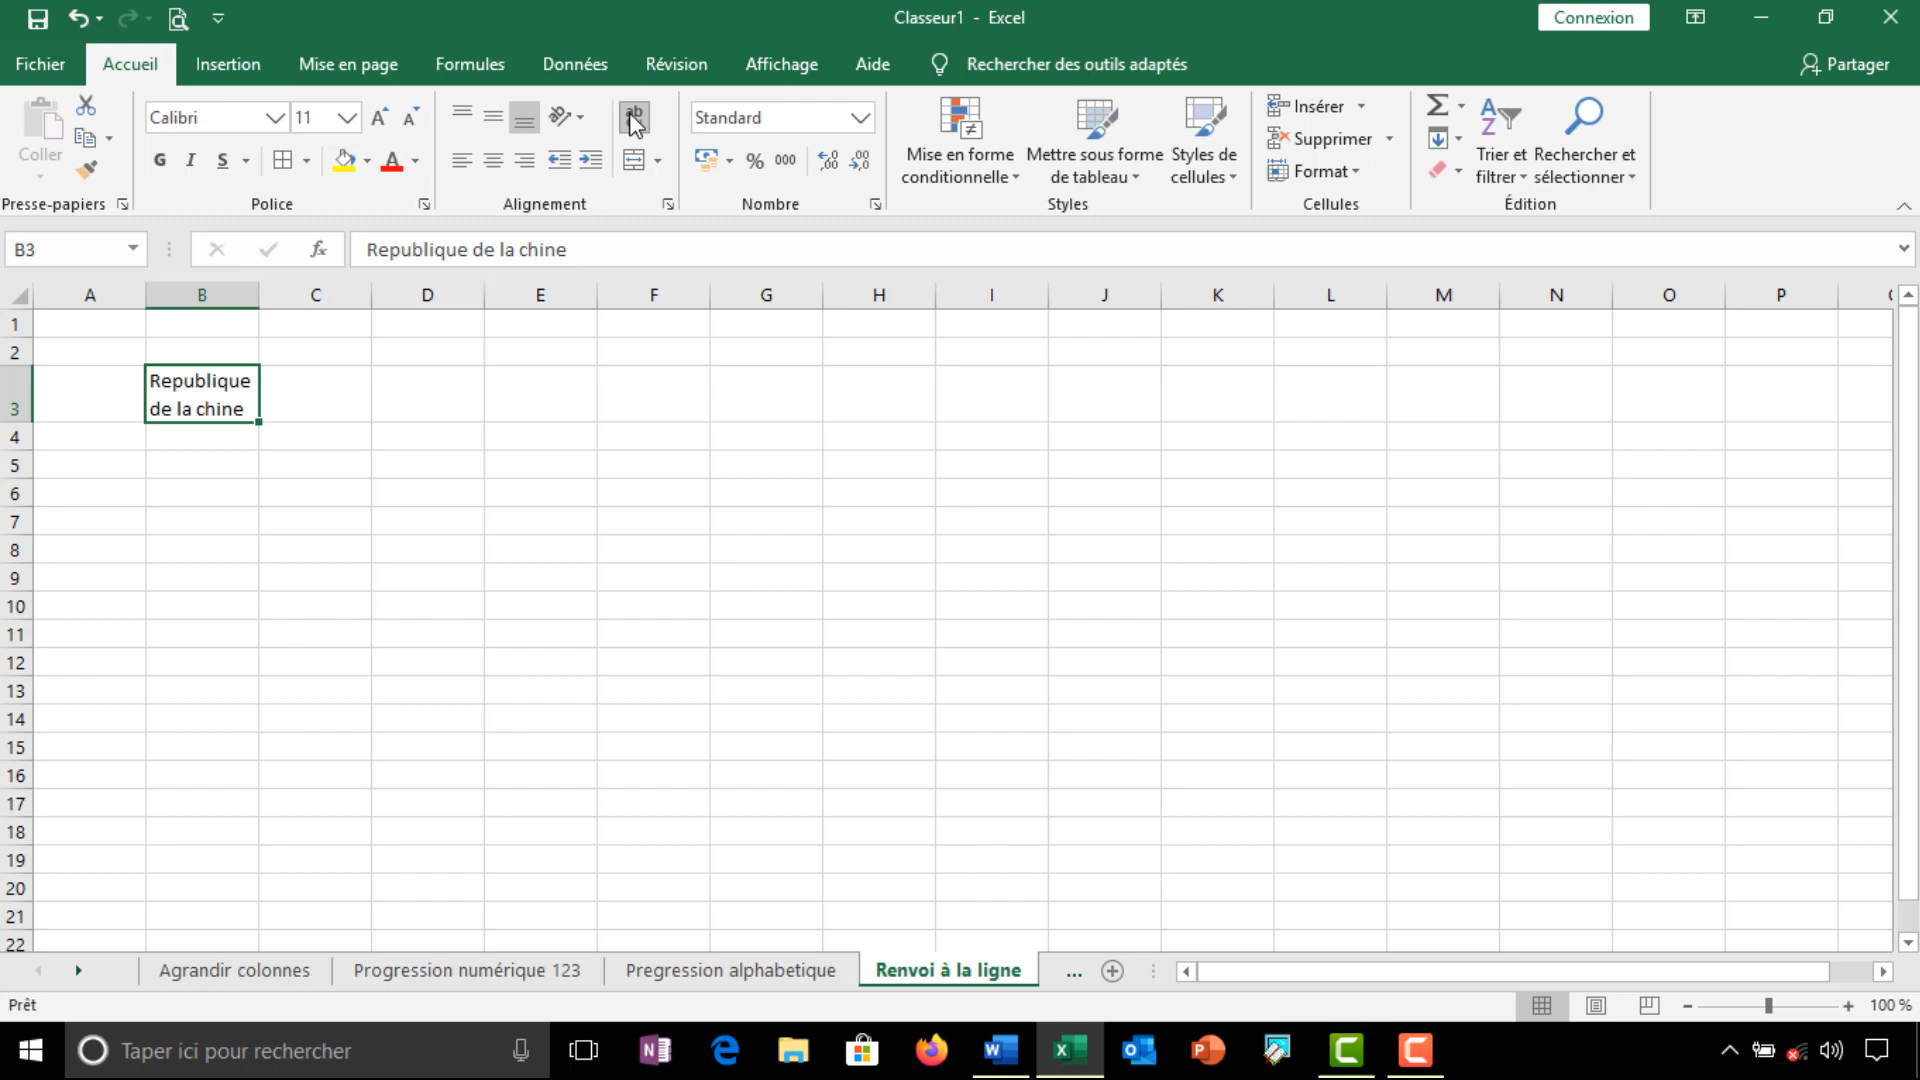 Classeur1 - Excel
Connexion
Fichier Accueil Insertion Mise en page Formules Données Révision Affichage Aide Rechercher des outils adaptés Partager
Coller
Presse-papiers
Calibri 11
G I S A
Police
ab
Alignement
Standard
% 000
Nombre
Mise en forme
conditionnelle
Mettre sous forme
de tableau
Styles de
cellules
Styles
Insérer
Supprimer
Format
Cellules
Trier et
filtrer
Rechercher et
sélectionner
Édition
B3 fx Republique de la chine
A B C D E F G H I J K L M N O P
1
2
3
Republique
de la chine
4
5
6
7
8
9
10
11
12
13
14
15
16
17
18
19
20
21
22
Agrandir colonnes Progression numérique 123 Pregression alphabetique Renvoi à la ligne ...
Prêt
100 %
Taper ici pour rechercher